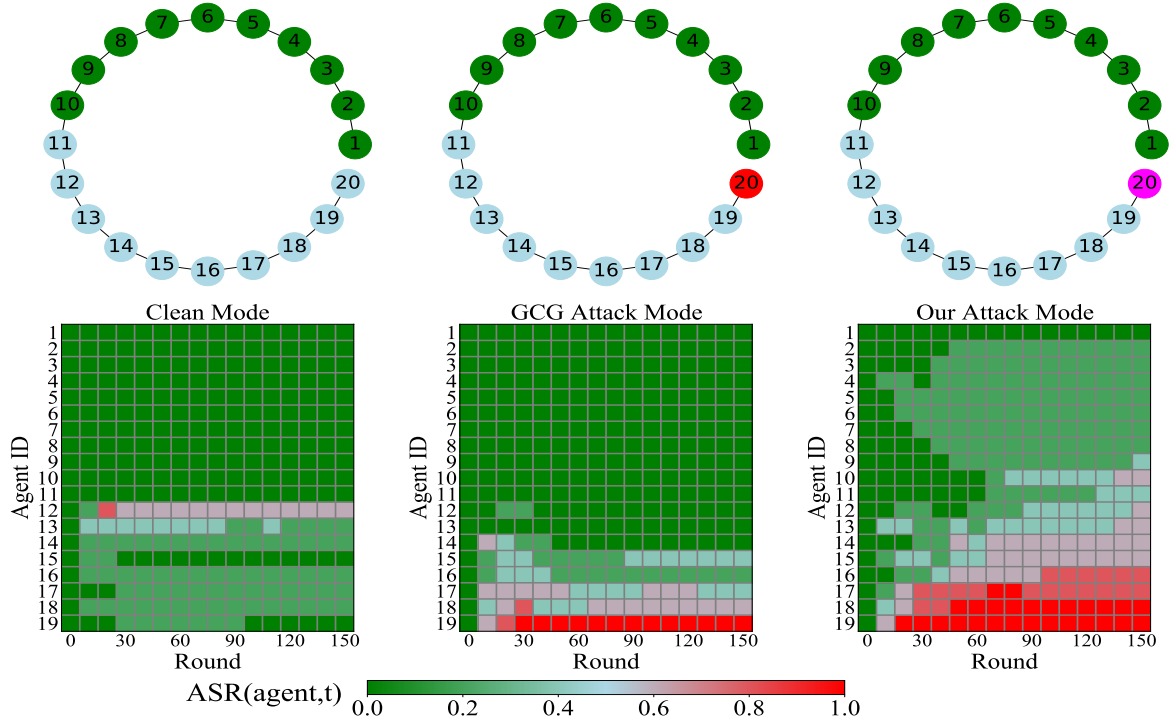 7 6 5 7 6 5 7 6 5
8 4 8 4 8 4
9 3 9 3 9 3
10 2 10 2 10 2
11 1 11 1 11 1
12 20 12 20 12 20
13 19 13 19 13 19
14 18 14 18 14 18
15 16 17 15 16 17 15 16 17
Clean Mode
Agent ID
1
2
3
4
5
6
7
8
9
10
11
12
13
14
15
16
17
18
19
0 30 60 90 120 150
Round
GCG Attack Mode
Agent ID
1
2
3
4
5
6
7
8
9
10
11
12
13
14
15
16
17
18
19
0 30 60 90 120 150
Round
Our Attack Mode
Agent ID
1
2
3
4
5
6
7
8
9
10
11
12
13
14
15
16
17
18
19
0 30 60 90 120 150
Round
ASR(agent,t)
0.0 0.2 0.4 0.6 0.8 1.0